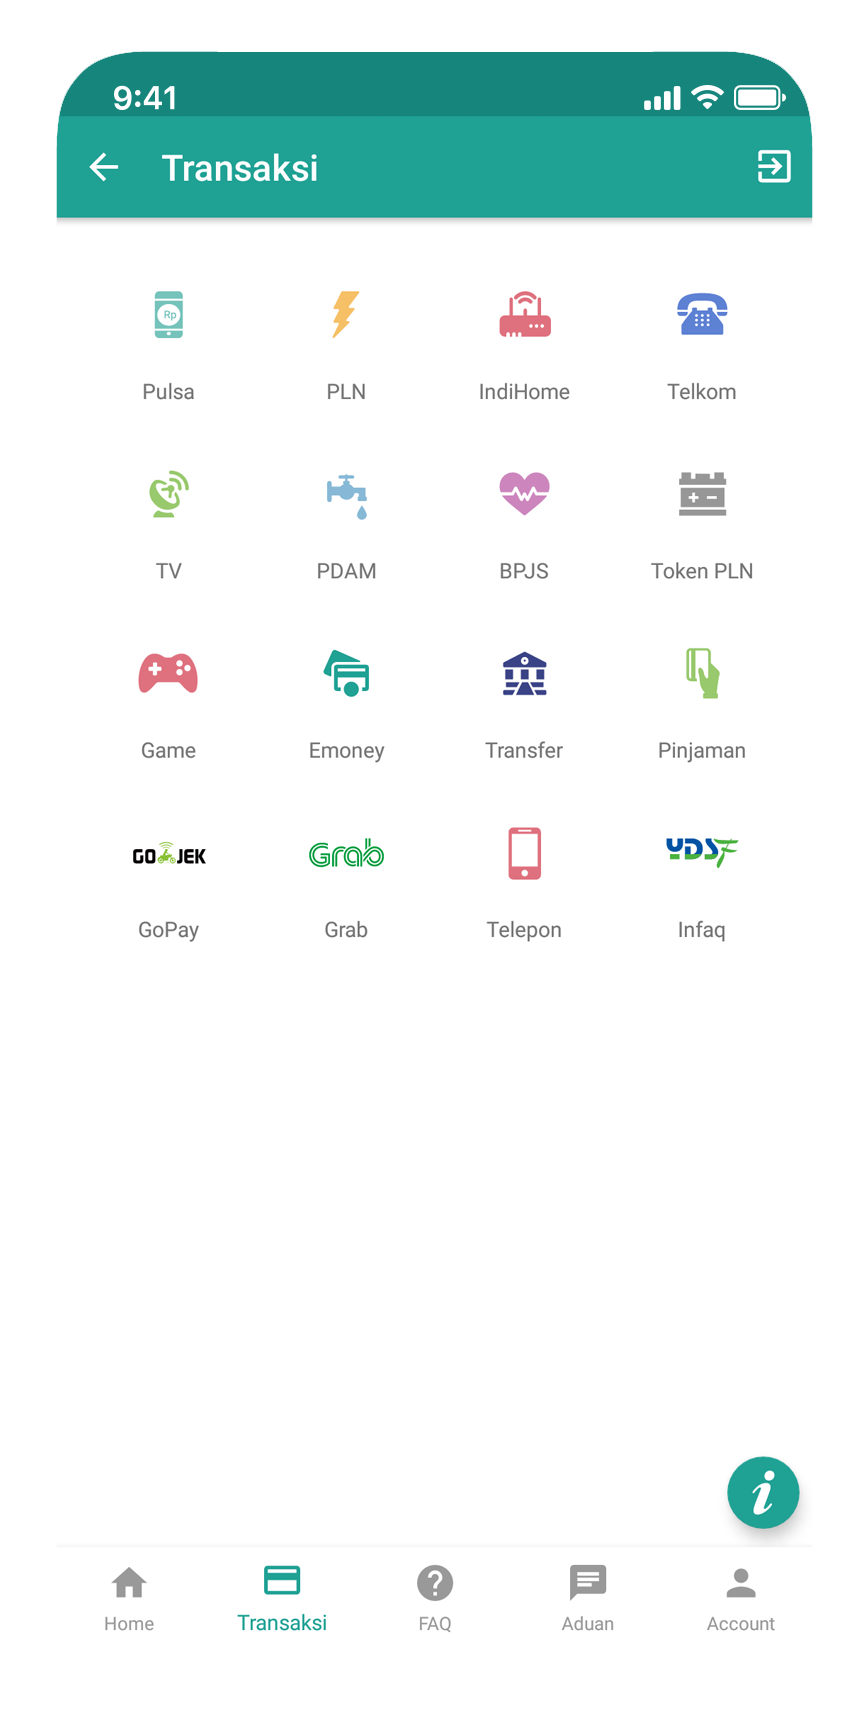 9:41
Transaksi
Rp
Pulsa PLN IndiHome Telkom
TV PDAM BPJS Token PLN
Game Emoney Transfer Pinjaman
GOJEK Grab YDSF
GoPay Grab Telepon Infaq
i
?
Home Transaksi FAQ Aduan Account